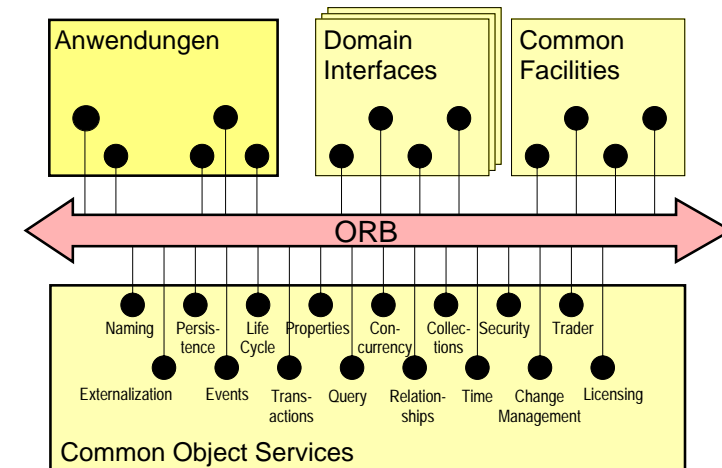 Anwendungen
Domain
Interfaces
Common
Facilities
ORB
Naming
Persis-
tence
Life
Cycle
Properties
Con-
currency
Collec-
tions
Security
Trader
Externalization
Events
Trans-
actions
Query
Relation-
ships
Time
Change
Management
Licensing
Common Object Services